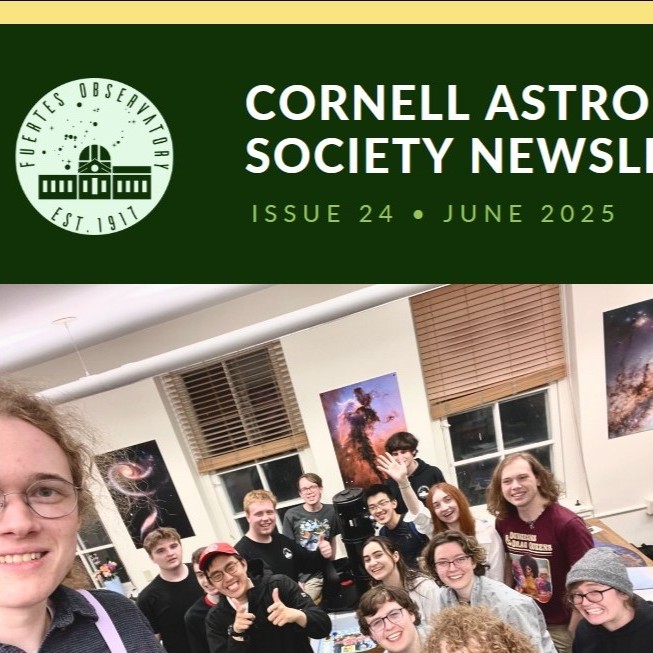 FUERTES OBSERVATORY
EST. 1917
CORNELL ASTRO
SOCIETY NEWSL
ISSUE 24 • JUNE 2025